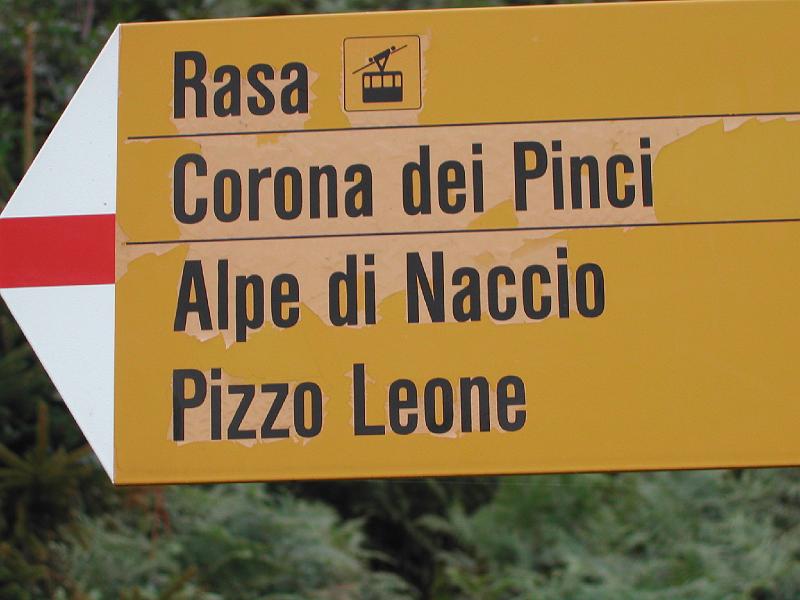 Rasa
Corona dei Pinci
Alpe di Naccio
Pizzo Leone